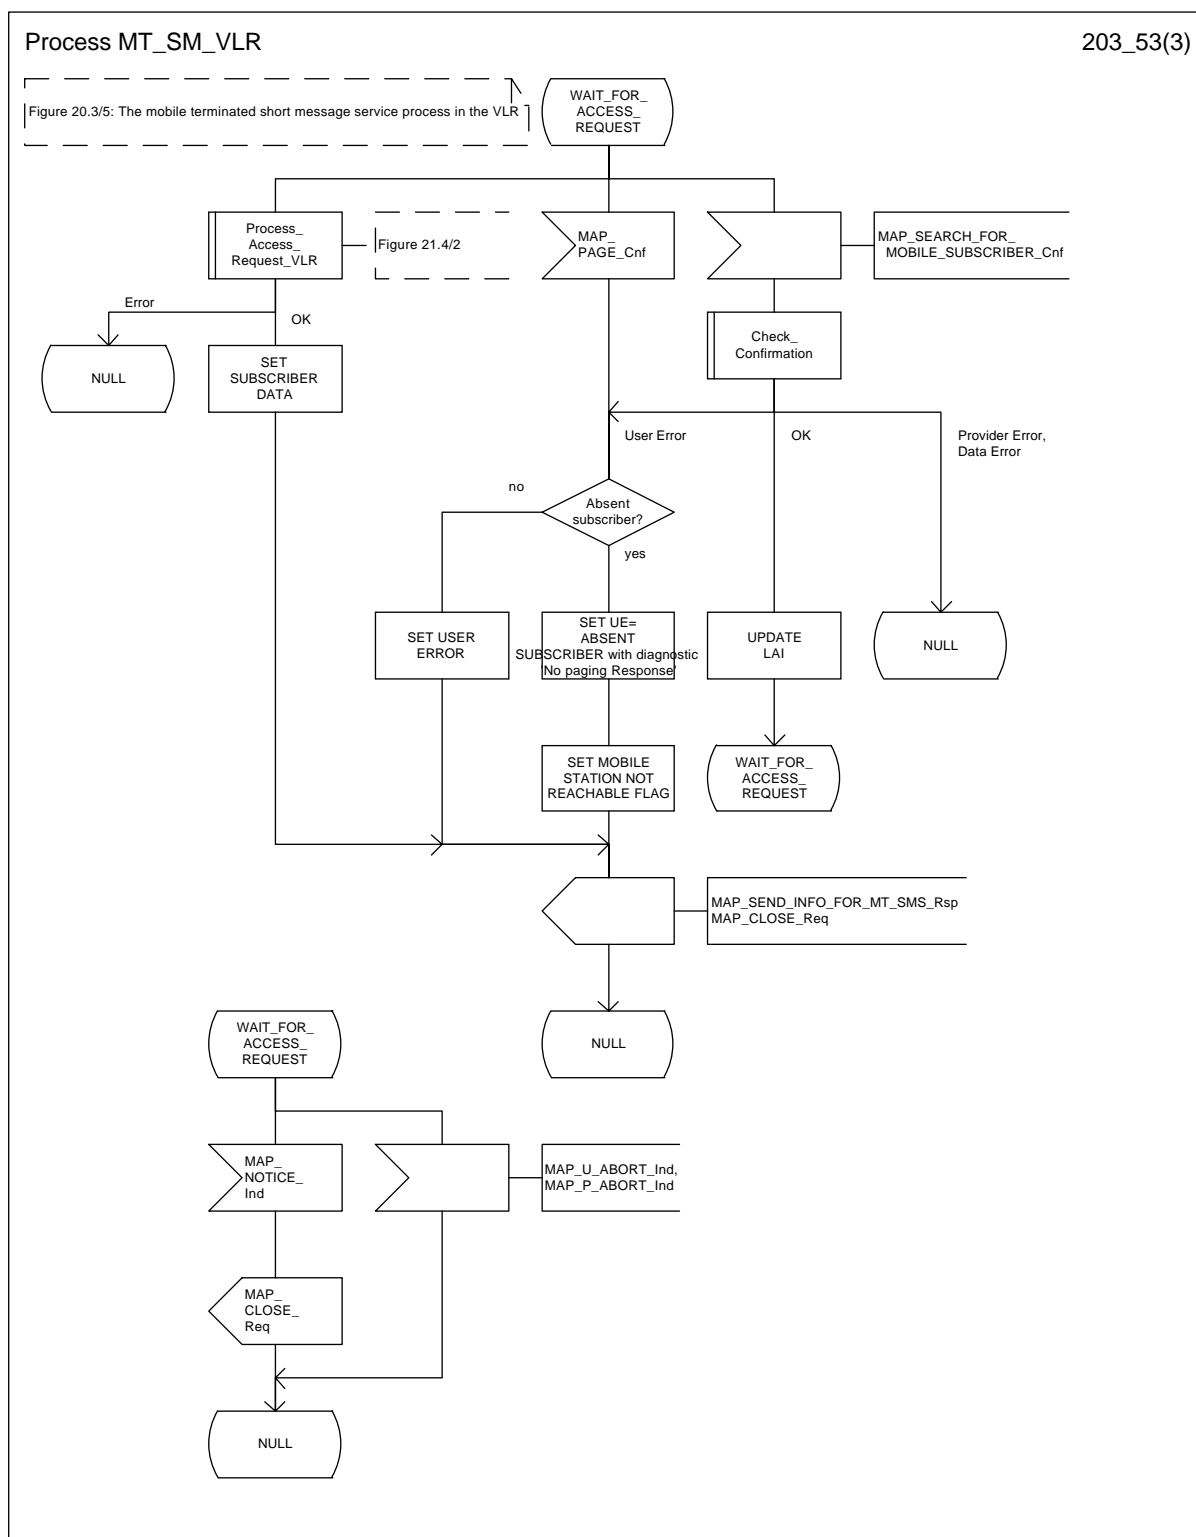 Process MT_SM_VLR
203_53(3)
Figure 20.3/5: The mobile terminated short message service process in the VLR
WAIT_FOR_
ACCESS_
REQUEST
Process_
Access_
Request_VLR
Figure 21.4/2
MAP_
PAGE_Cnf
MAP_SEARCH_FOR_
MOBILE_SUBSCRIBER_Cnf
Error
OK
NULL
SET
SUBSCRIBER
DATA
Check_
Confirmation
User Error
OK
Provider Error,
Data Error
no
Absent
subscriber?
yes
SET USER
ERROR
SET UE=
ABSENT
SUBSCRIBER with diagnostic
'No paging Response'
UPDATE
LAI
NULL
SET MOBILE
STATION NOT
REACHABLE FLAG
WAIT_FOR_
ACCESS_
REQUEST
MAP_SEND_INFO_FOR_MT_SMS_Rsp
MAP_CLOSE_Req
NULL
WAIT_FOR_
ACCESS_
REQUEST
MAP_
NOTICE_
Ind
MAP_U_ABORT_Ind,
MAP_P_ABORT_Ind
MAP_
CLOSE_
Req
NULL